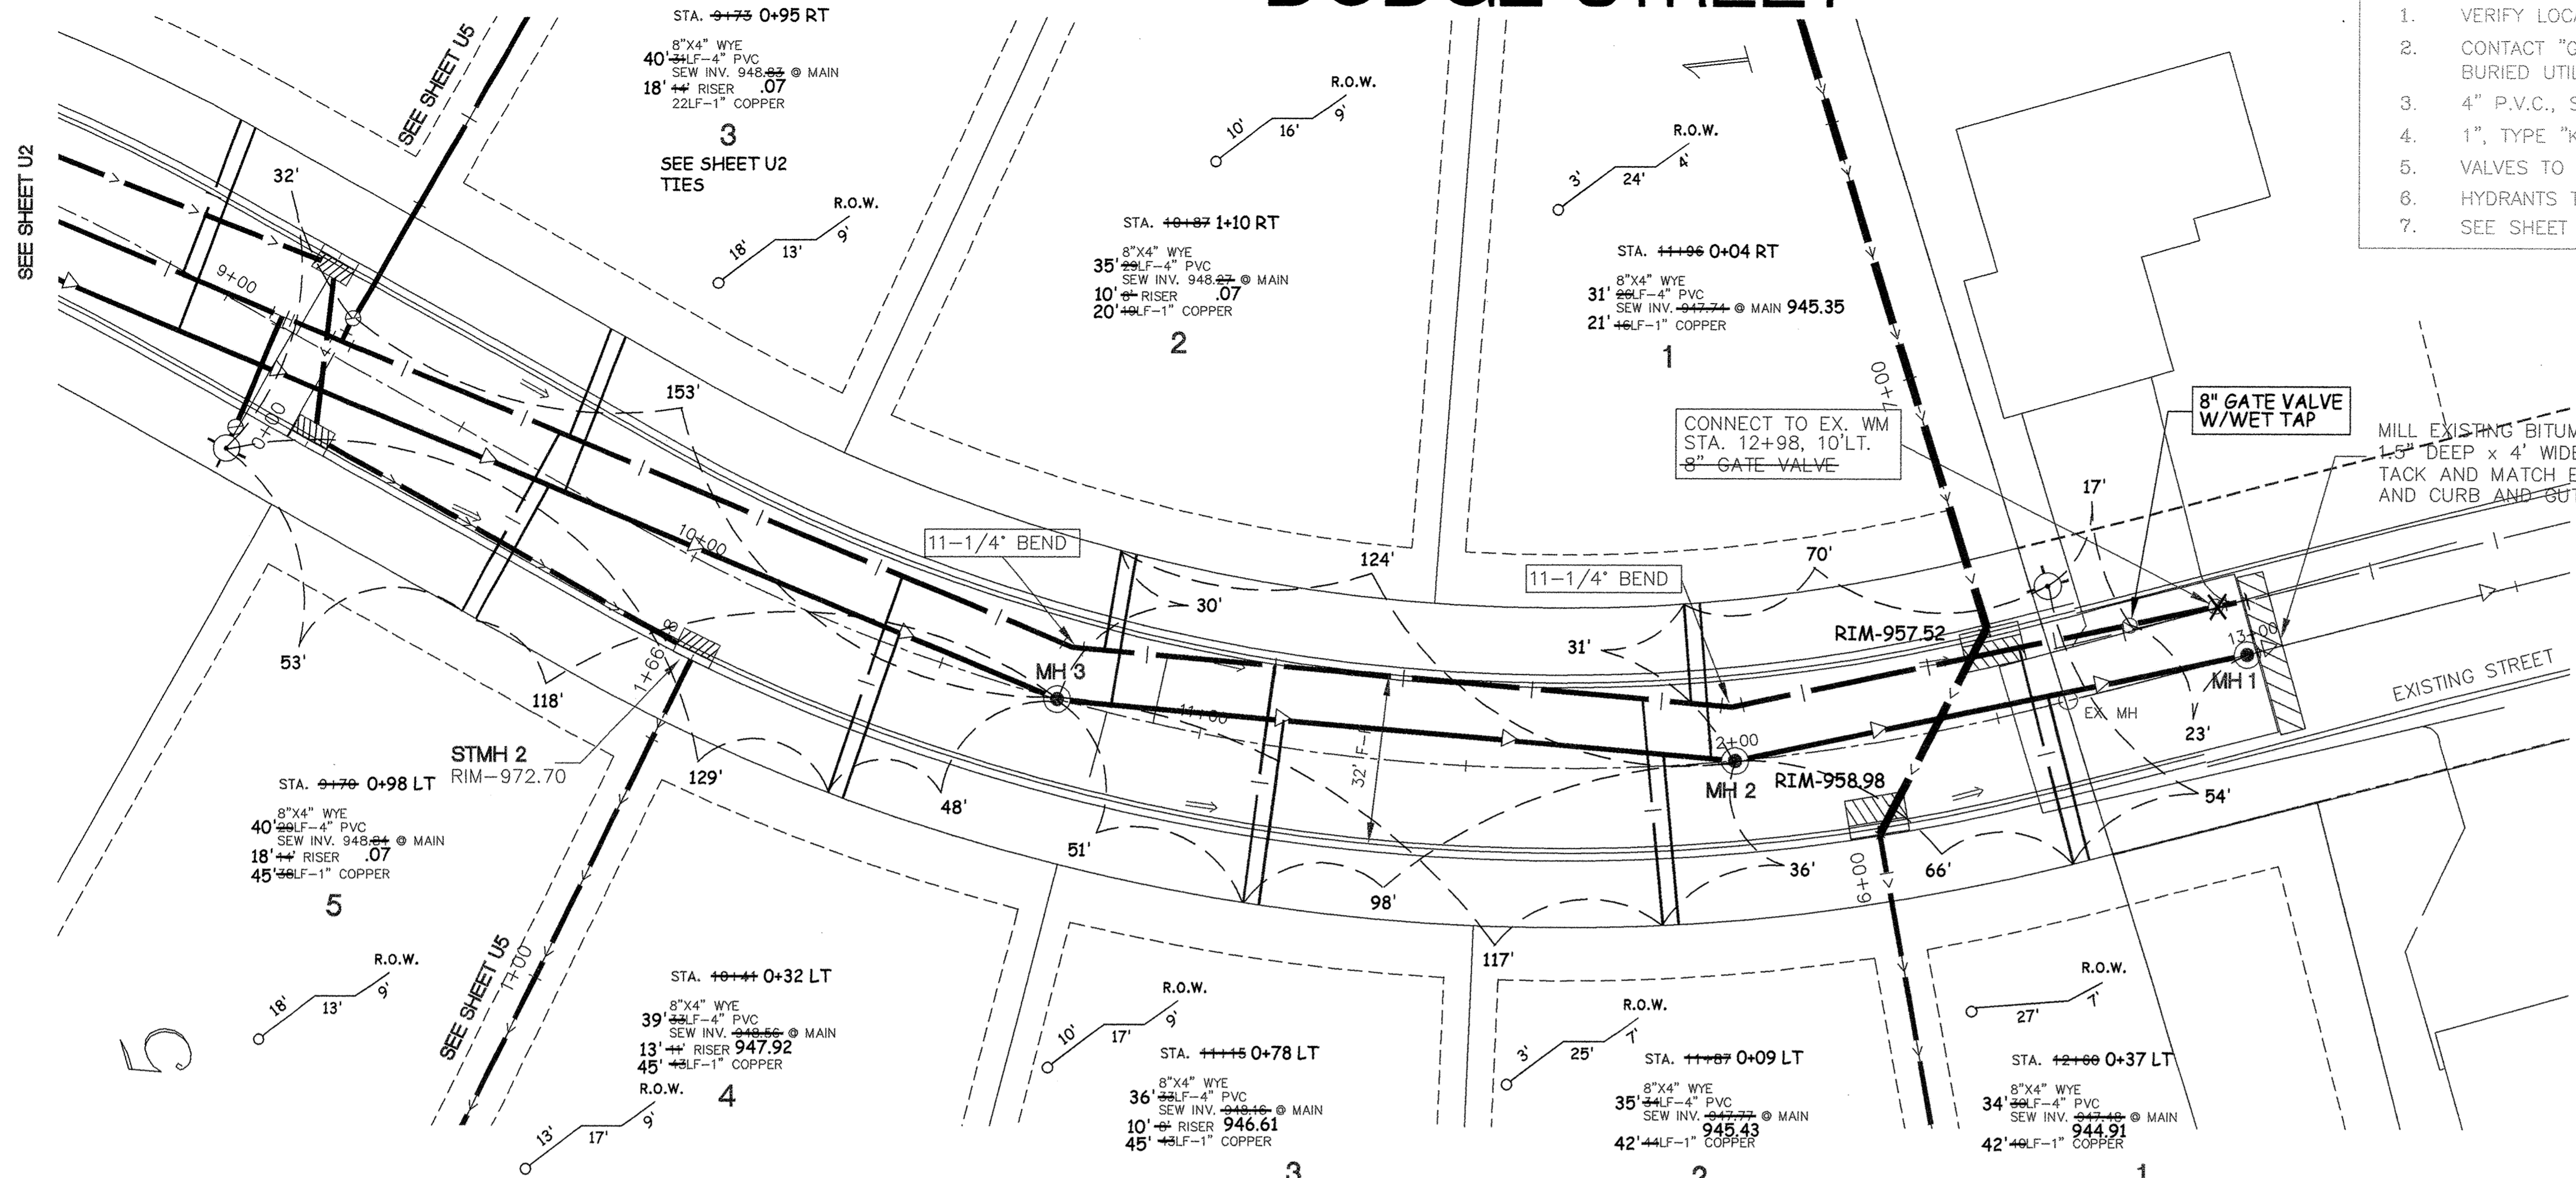 DODGE STREET
1. VERIFY LOCA
2. CONTACT "G
BURIED UTIL
3. 4" P.V.C., S
4. 1", TYPE "K
5. VALVES TO
6. HYDRANTS T
7. SEE SHEET
SEE SHEET U2
SEE SHEET U5
STA. 9+73 0+95 RT
8"X4" WYE
40' 31LF-4" PVC
SEW INV. 948.83 @ MAIN
18' 14' RISER .07
22LF-1" COPPER
3
SEE SHEET U2
TIES
R.O.W.
18'
13'
9'
R.O.W.
10'
16'
9'
STA. 10+87 1+10 RT
8"X4" WYE
35' 29LF-4" PVC
SEW INV. 948.27 @ MAIN
10' 8' RISER .07
20' 19LF-1" COPPER
2
1
R.O.W.
3'
24'
4'
STA. 11+96 0+04 RT
8"X4" WYE
31' 26LF-4" PVC
SEW INV. 947.74 @ MAIN 945.35
21' 16LF-1" COPPER
1
32'
9+00
0+00
153'
10+00
11-1/4° BEND
124'
30'
11-1/4° BEND
70'
31'
7+00
CONNECT TO EX. WM
STA. 12+98, 10'LT.
8" GATE VALVE
8" GATE VALVE
W/WET TAP
MILL EXISTING BITUM
1.5" DEEP x 4' WIDE
TACK AND MATCH E
AND CURB AND GUT
17'
RIM-957.52
13+00
MH 1
EXISTING STREET
EX. MH
23'
54'
53'
118'
1+66.18
STMH 2
RIM-972.70
129'
48'
MH 3
11+00
51'
32' F-
98'
117'
2+00
MH 2
RIM-958.98
36'
6+00
66'
STA. 9+70 0+98 LT
8"X4" WYE
40' 29LF-4" PVC
SEW INV. 948.84 @ MAIN
18' 14' RISER .07
45' 38LF-1" COPPER
5
R.O.W.
18'
13'
9'
5
SEE SHEET U5
1+00
STA. 10+41 0+32 LT
8"X4" WYE
39' 33LF-4" PVC
SEW INV. 948.56 @ MAIN
13' 11' RISER 947.92
45' 43LF-1" COPPER
R.O.W.
4
13'
17'
9'
R.O.W.
10'
17'
9'
STA. 11+15 0+78 LT
8"X4" WYE
36' 33LF-4" PVC
SEW INV. 948.16 @ MAIN
10' 8' RISER 946.61
45' 43LF-1" COPPER
3
R.O.W.
3'
25'
7'
STA. 11+87 0+09 LT
8"X4" WYE
35' 34LF-4" PVC
SEW INV. 947.77 @ MAIN
945.43
42' 44LF-1" COPPER
2
R.O.W.
27'
7'
STA. 12+60 0+37 LT
8"X4" WYE
34' 30LF-4" PVC
SEW INV. 947.48 @ MAIN
944.91
42' 40LF-1" COPPER
1